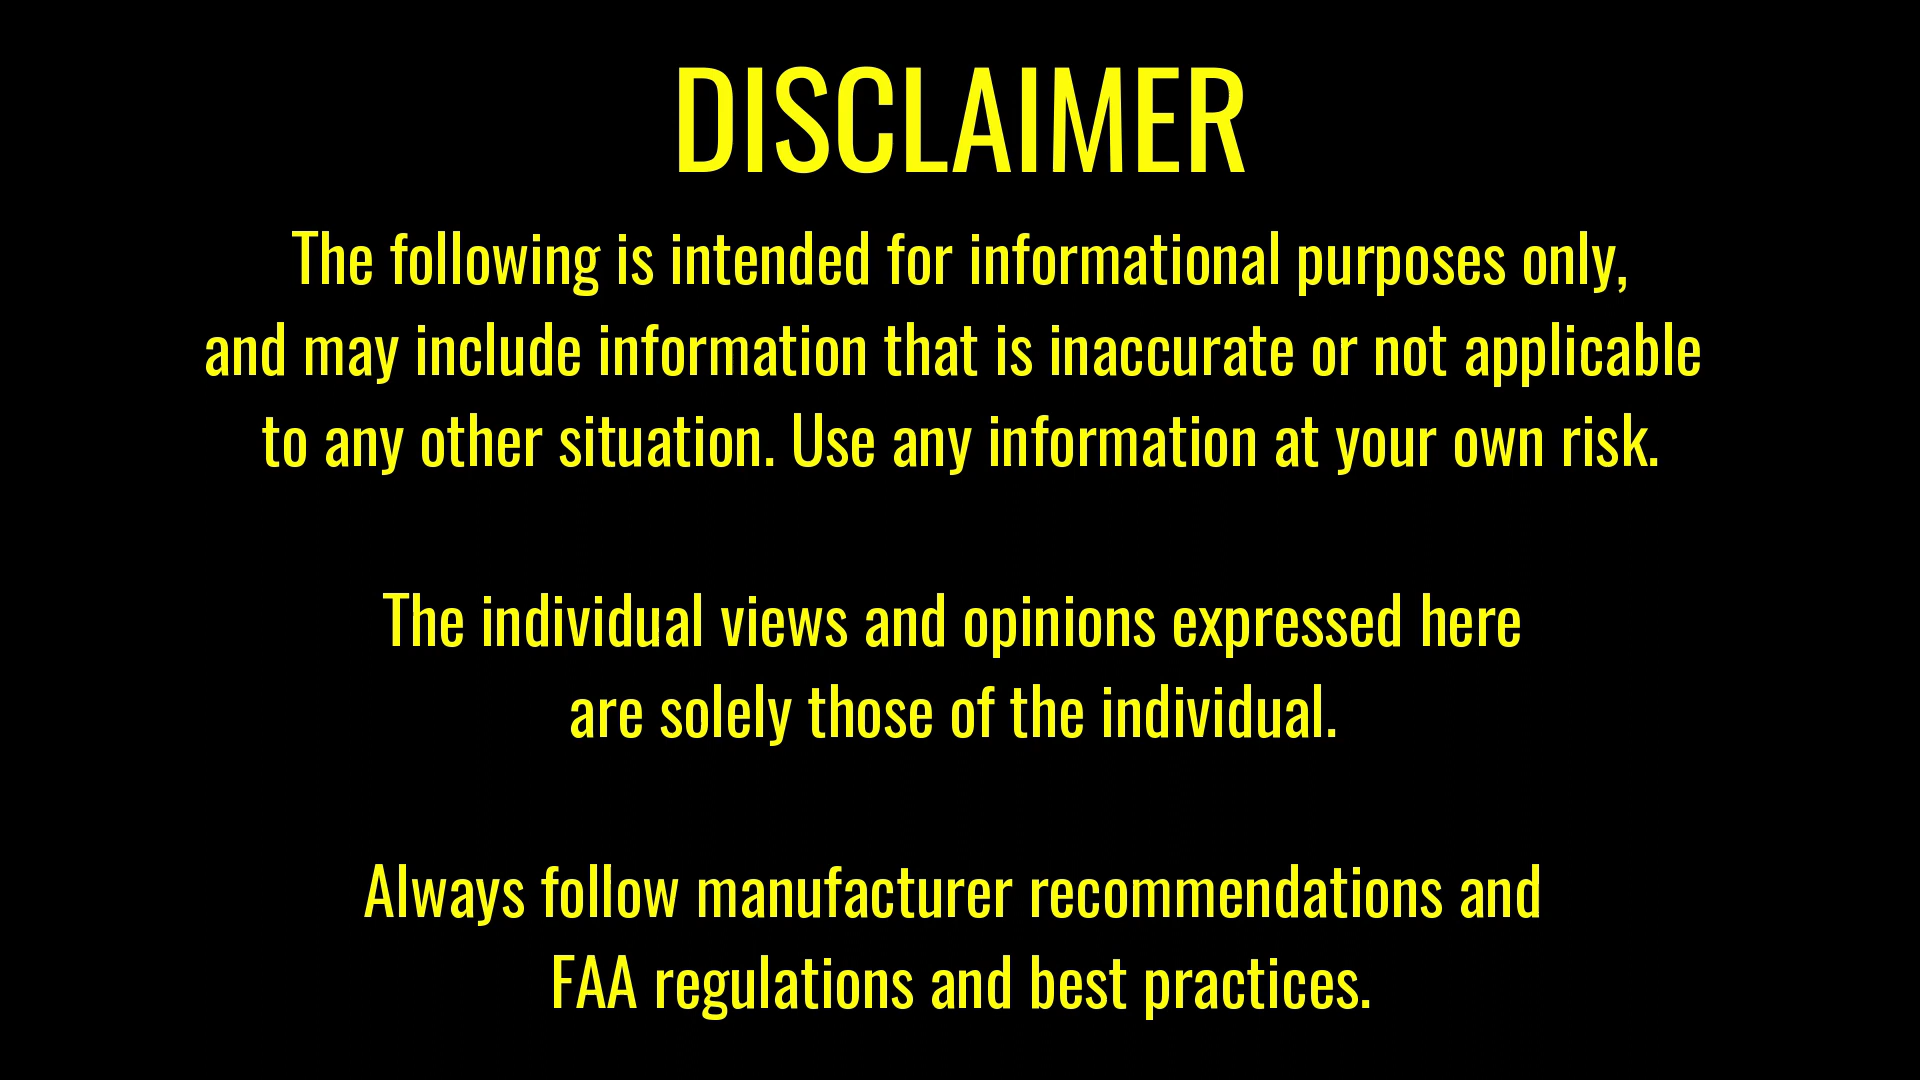 DISCLAIMER
The following is intended for informational purposes only,
and may include information that is inaccurate or not applicable
to any other situation. Use any information at your own risk.
The individual views and opinions expressed here
are solely those of the individual.
Always follow manufacturer recommendations and
FAA regulations and best practices.